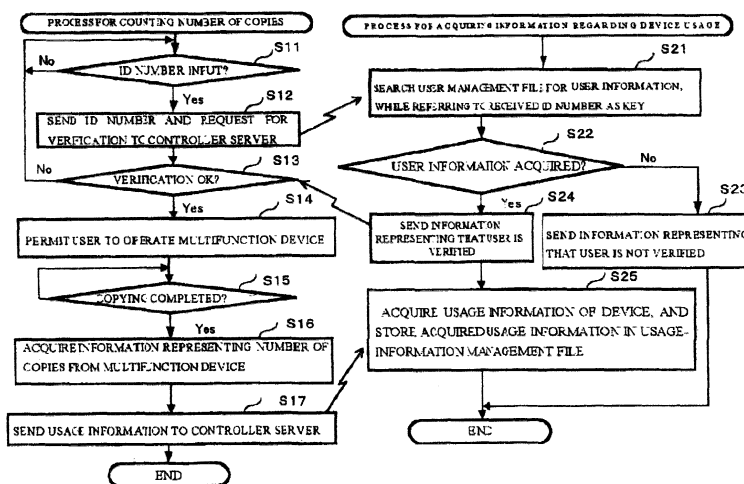 PROCESS FOR COUNTING NUMBER OF COPIES
S11
No
ID NUMBER INPUT?
Yes
S12
SEND ID NUMBER AND REQUEST FOR
VERIFICATION TO CONTROLLER SERVER
No
S13
VERIFICATION OK?
Yes
S14
PERMIT USER TO OPERATE MULTIFUNCTION DEVICE
S15
COPYING COMPLETED?
Yes
S16
ACQUIRE INFORMATION REPRESENTING NUMBER OF
COPIES FROM MULTIFUNCTION DEVICE
S17
SEND USAGE INFORMATION TO CONTROLLER SERVER
END
PROCESS FOR ACQUIRING INFORMATION REGARDING DEVICE USAGE
S21
SEARCH USER MANAGEMENT FILE FOR USER INFORMATION,
WHILE REFERRING TO RECEIVED ID NUMBER AS KEY
S22
USER INFORMATION ACQUIRED?
No
Yes
S24
SEND INFORMATION
REPRESENTING THAT USER IS
VERIFIED
S23
SEND INFORMATION REPRESENTING
THAT USER IS NOT VERIFIED
S25
ACQUIRE USAGE INFORMATION OF DEVICE, AND
STORE ACQUIRED USAGE INFORMATION IN USAGE-
INFORMATION MANAGEMENT FILE
END